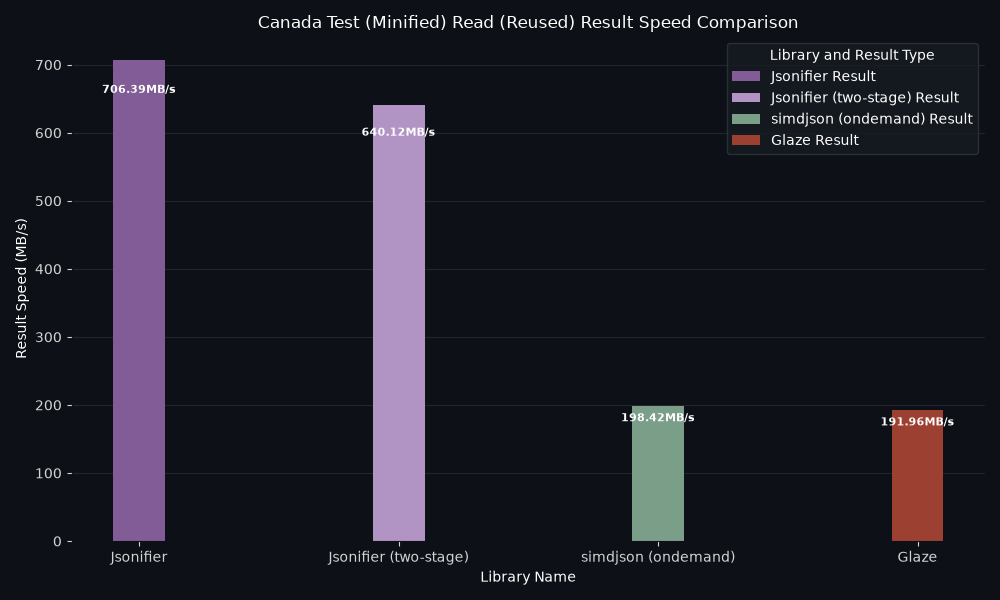 Canada Test (Minified) Read (Reused) Result Speed Comparison
Library and Result Type
Jsonifier Result
Jsonifier (two-stage) Result
simdjson (ondemand) Result
Glaze Result
Result Speed (MB/s)
700
600
500
400
300
200
100
0
706.39MB/s
640.12MB/s
198.42MB/s
191.96MB/s
Jsonifier
Jsonifier (two-stage)
simdjson (ondemand)
Glaze
Library Name